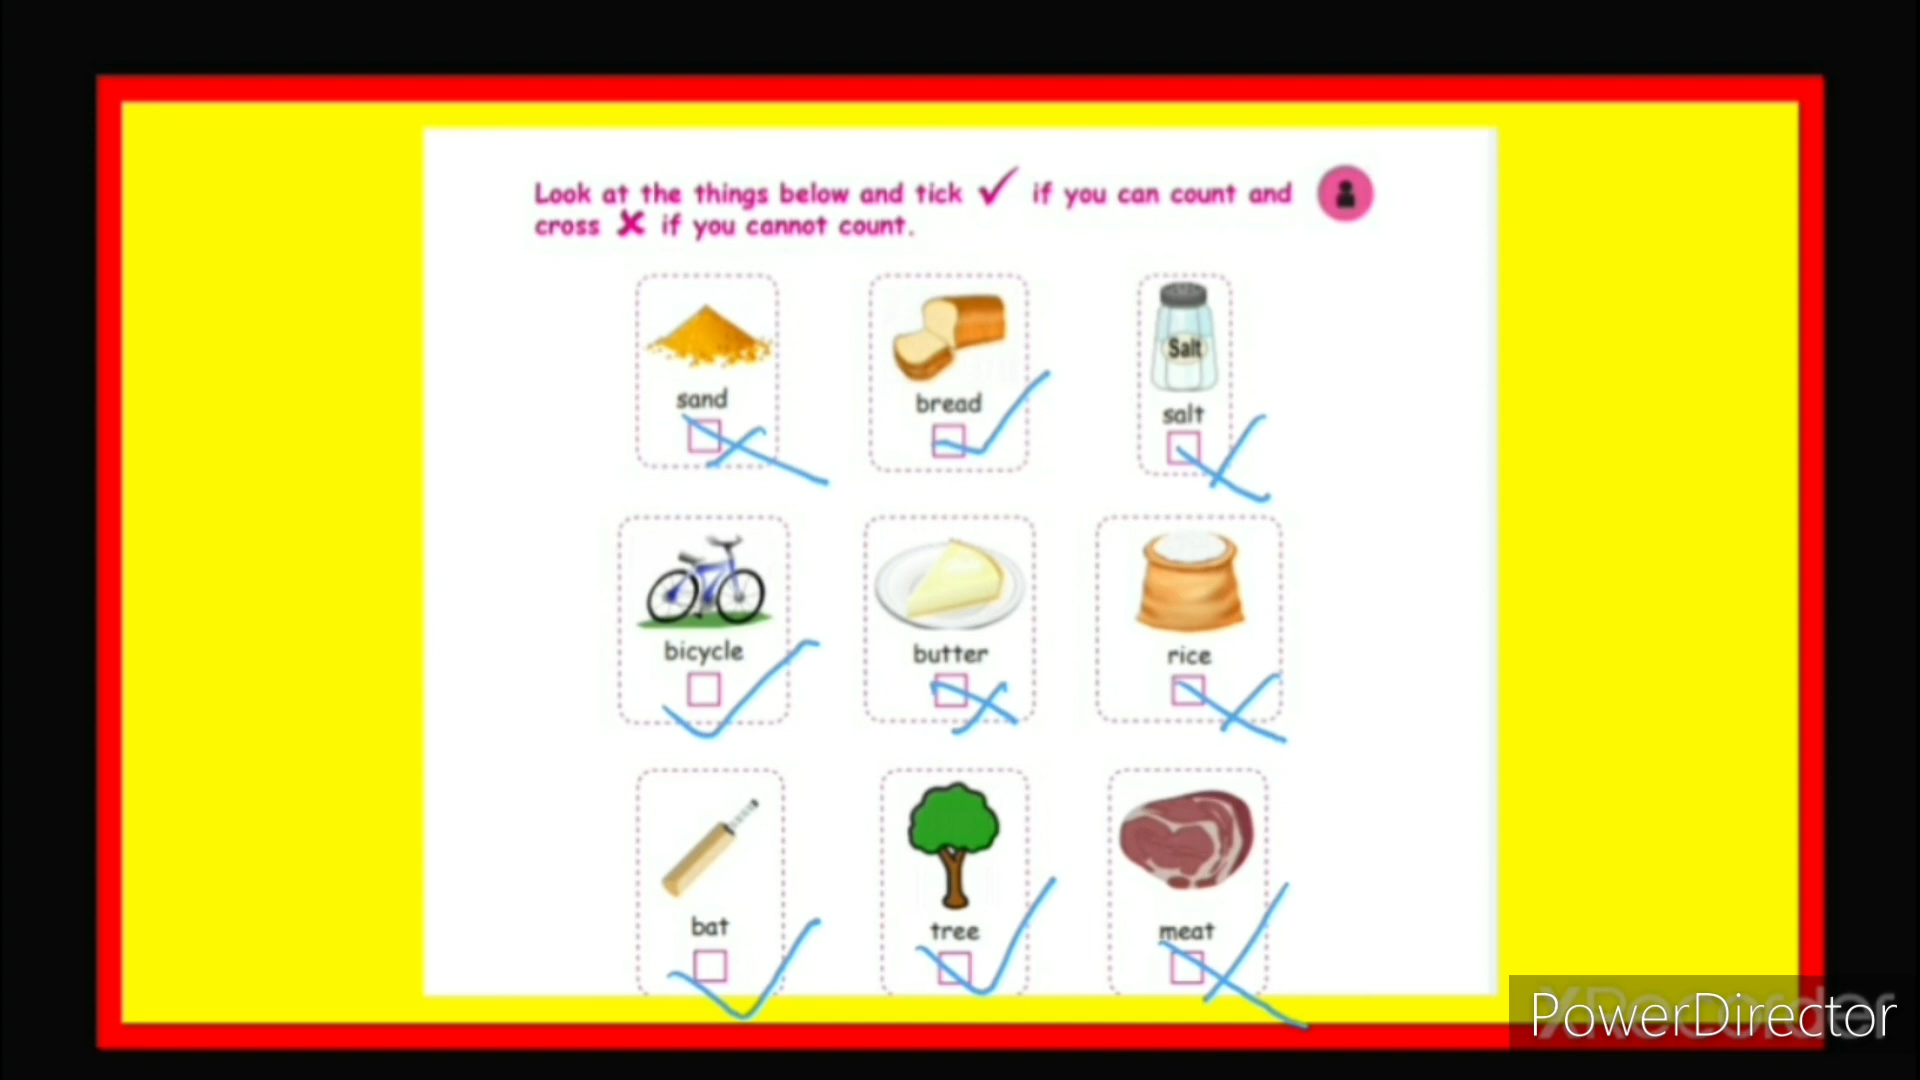 Look at the things below and tick ✓ if you can count and
cross ✘ if you cannot count.
sand
bread
Salt
salt
bicycle
butter
rice
bat
tree
meat
PowerDirector
XRecorder